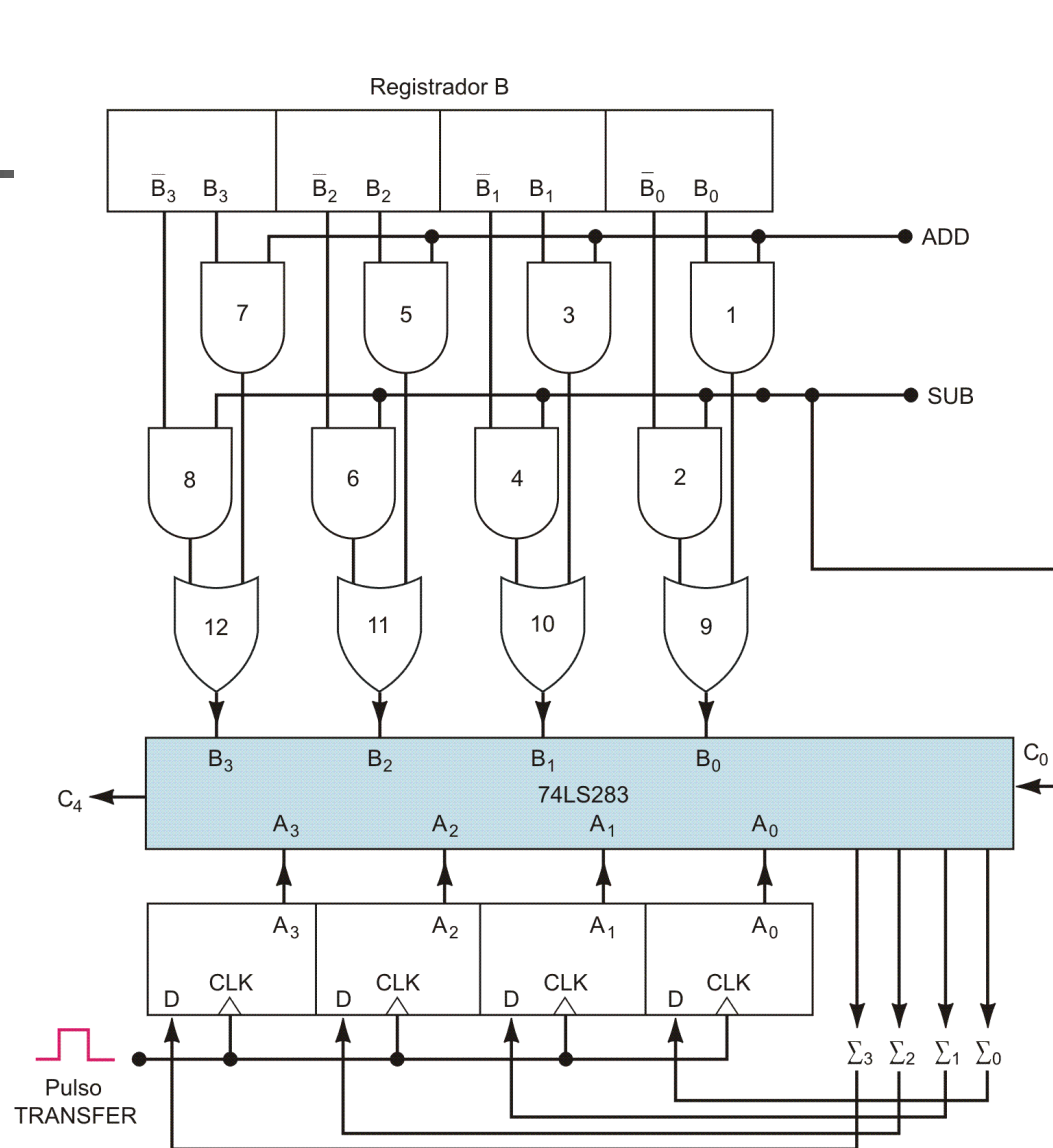 Registrador B
B̅3 B3 B̅2 B2 B̅1 B1 B̅0 B0
ADD
7 5 3 1
SUB
8 6 4 2
12 11 10 9
B3 B2 B1 B0
C0
74LS283
C4
A3 A2 A1 A0
A3 A2 A1 A0
CLK CLK CLK CLK
D D D D
Σ3 Σ2 Σ1 Σ0
Pulso
TRANSFER